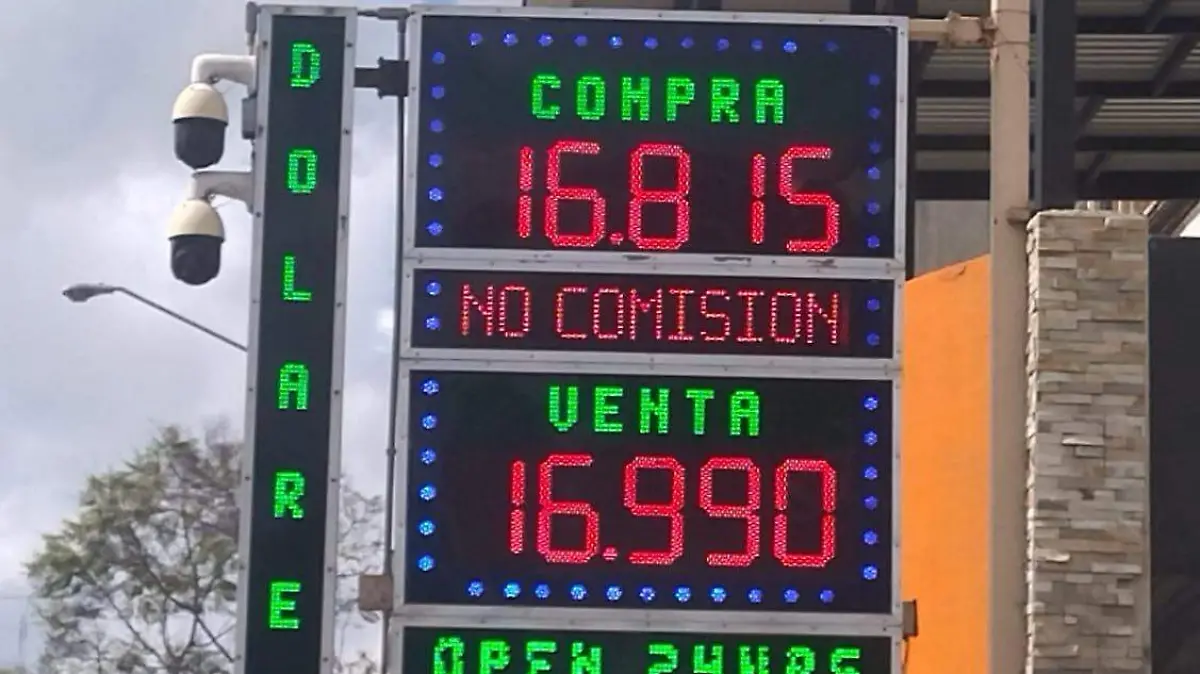 DOLARE
COMPRA
16.815
NO COMISION
VENTA
16.990
OPEN 24HRS